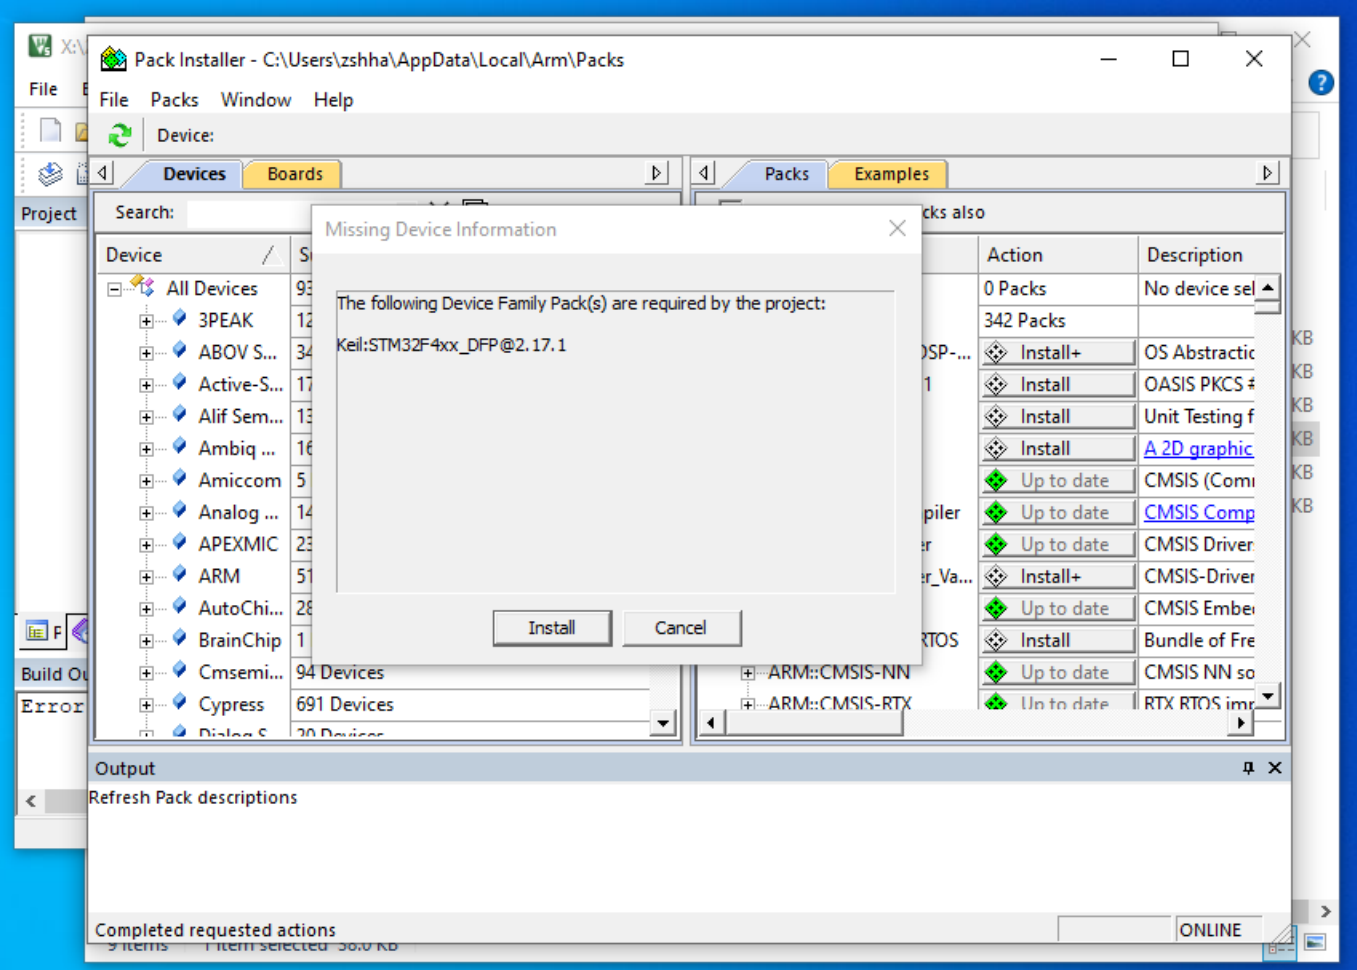 X:\
File
Project
Build Ou
Error
Pack Installer - C:\Users\zshha\AppData\Local\Arm\Packs
File Packs Window Help
Device:
Devices Boards
Search:
Device
All Devices 93
3PEAK 12
ABOV S... 34
Active-S... 17
Alif Sem... 13
Ambiq ... 16
Amiccom 5
Analog ... 14
APEXMIC 23
ARM 51
AutoChi... 28
BrainChip 1
Cmsemi... 94 Devices
Cypress 691 Devices
Dialog S... 20 Devices
Packs Examples
cks also
Action Description
0 Packs No device sel
342 Packs
OSP-... Install+ OS Abstractic
1 Install OASIS PKCS #
Install Unit Testing f
Install A 2D graphic
Up to date CMSIS (Com
piler Up to date CMSIS Comp
er Up to date CMSIS Driver
er_Va... Install+ CMSIS-Driver
Up to date CMSIS Embe
RTOS Install Bundle of Fre
ARM::CMSIS-NN Up to date CMSIS NN so
ARM::CMSIS-RTX Up to date RTX RTOS imp
Missing Device Information
The following Device Family Pack(s) are required by the project:
Keil:STM32F4xx_DFP@2.17.1
Install Cancel
KB
KB
KB
KB
KB
KB
Output
Refresh Pack descriptions
Completed requested actions ONLINE
9 items 1 item selected 58.0 KB